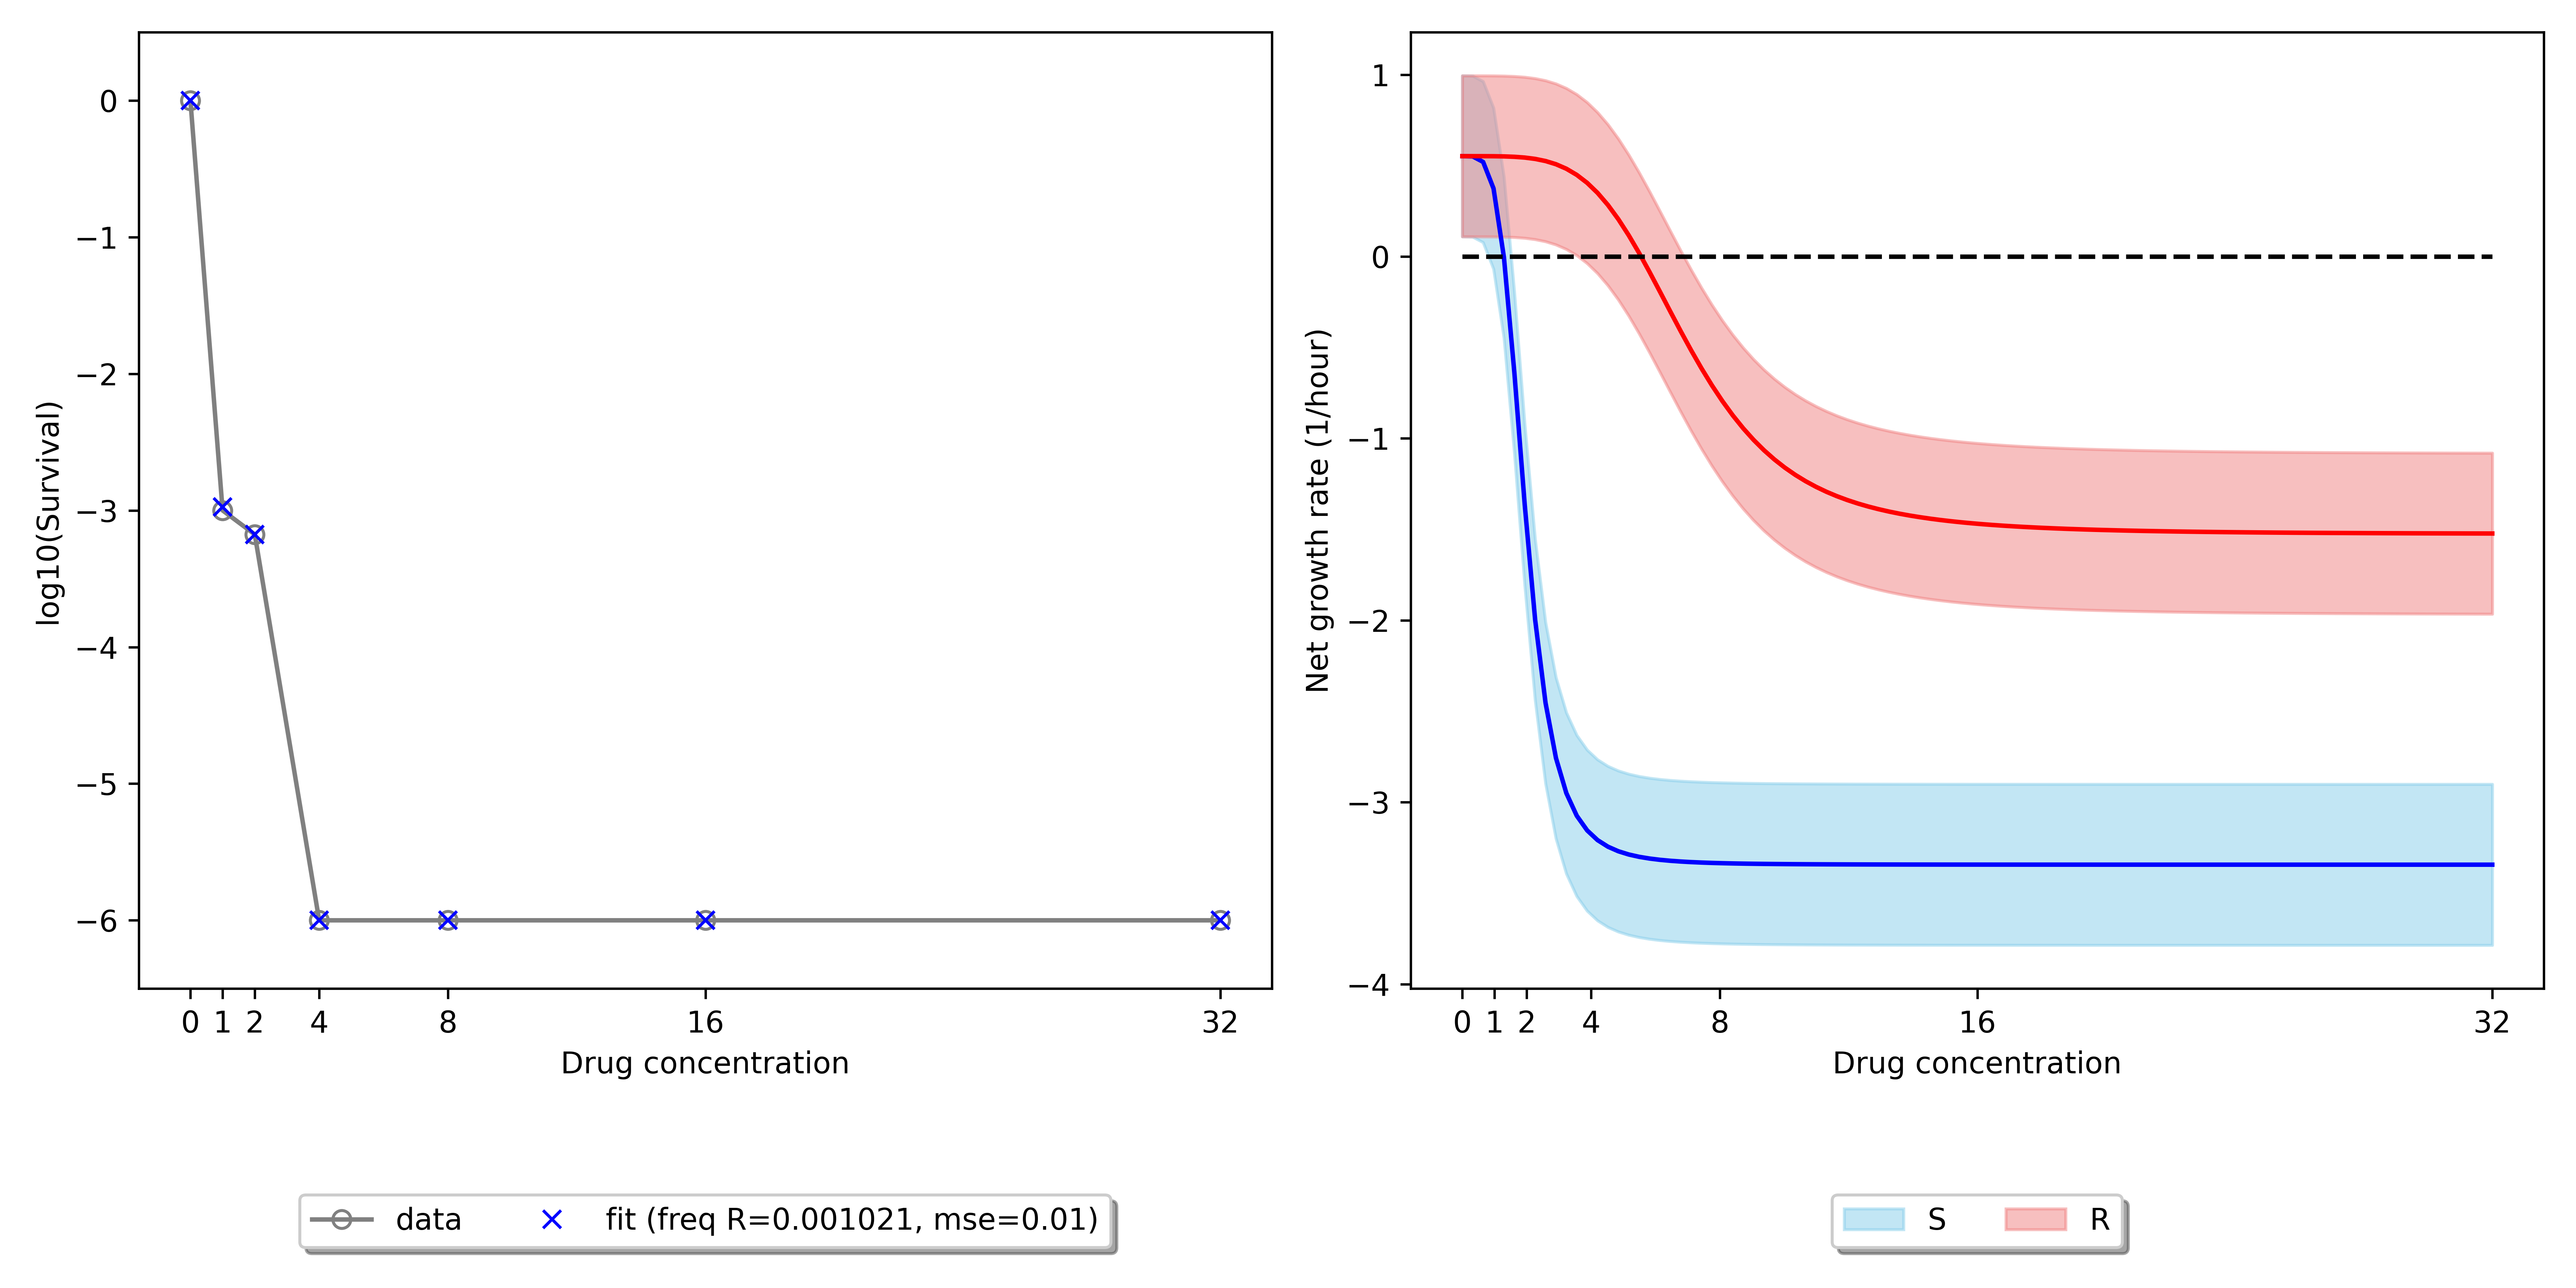 log10(Survival)
0
−1
−2
−3
−4
−5
−6
0 1 2 4 8 16 32
Drug concentration
data fit (freq R=0.001021, mse=0.01)
Net growth rate (1/hour)
1
0
−1
−2
−3
−4
0 1 2 4 8 16 32
Drug concentration
S R